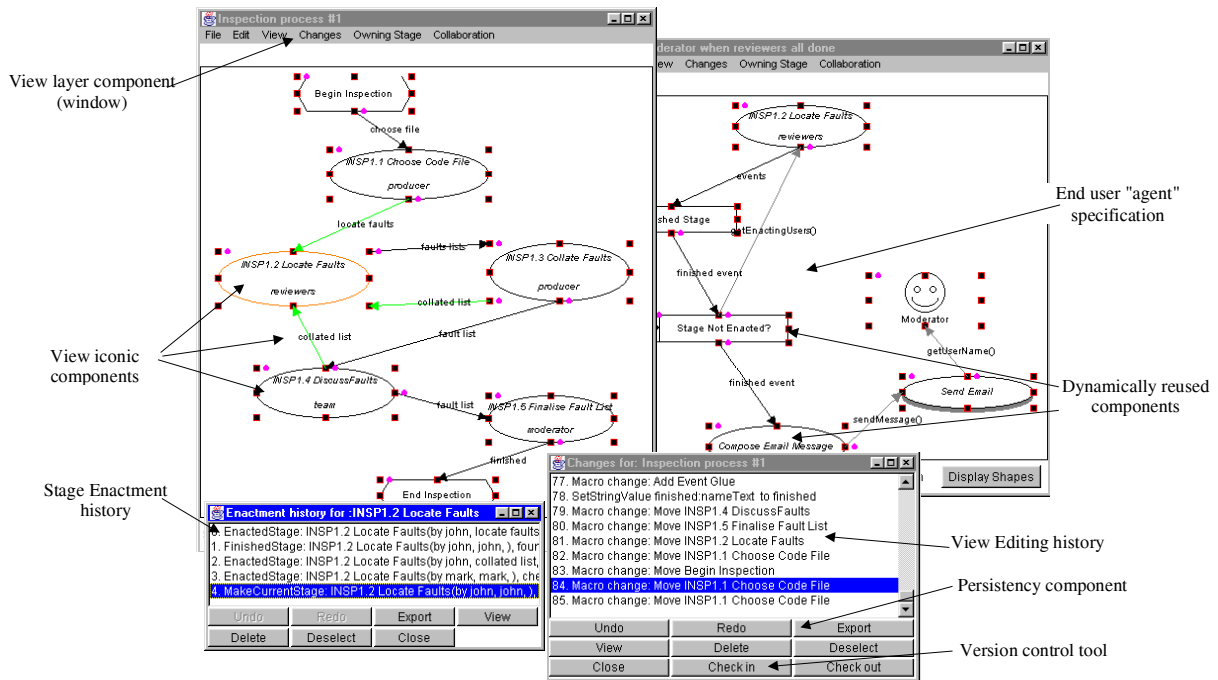 Inspection process #1
File Edit View Changes Owning Stage Collaboration
View layer component
(window)
Begin Inspection
choose file
INSP1.1 Choose Code File
producer
locate faults
INSP1.2 Locate Faults
reviewers
faults lists
INSP1.3 Collate Faults
producer
collated list
collated list
fault list
View iconic
components
INSP1.4 DiscussFaults
team
fault list
INSP1.5 Finalise Fault List
moderator
finished
End Inspection
moderator when reviewers all done
Changes Owning Stage Collaboration
INSP1.2 Locate Faults
reviewers
events
Stage
getEnactingUsers()
End user "agent"
specification
finished event
Stage Not Enacted?
Moderator
getUserName()
finished event
Send Email
sendMessage()
Dynamically reused
components
Compose Email Message
Display Shapes
Stage Enactment
history
Enactment history for :INSP1.2 Locate Faults
0. EnactedStage: INSP1.2 Locate Faults(by john, locate faults
1. FinishedStage: INSP1.2 Locate Faults(by john, john, ), four
2. EnactedStage: INSP1.2 Locate Faults(by john, collated list,
3. EnactedStage: INSP1.2 Locate Faults(by mark, mark, ), che
4. MakeCurrentStage: INSP1.2 Locate Faults(by john, john, ),
Undo Redo Export View
Delete Deselect Close
Changes for: Inspection process #1
77. Macro change: Add Event Glue
78. SetStringValue finished:nameText to finished
79. Macro change: Move INSP1.4 DiscussFaults
80. Macro change: Move INSP1.5 Finalise Fault List
81. Macro change: Move INSP1.2 Locate Faults
82. Macro change: Move INSP1.1 Choose Code File
83. Macro change: Move Begin Inspection
84. Macro change: Move INSP1.1 Choose Code File
85. Macro change: Move INSP1.1 Choose Code File
Undo Redo Export
View Delete Deselect
Close Check in Check out
View Editing history
Persistency component
Version control tool